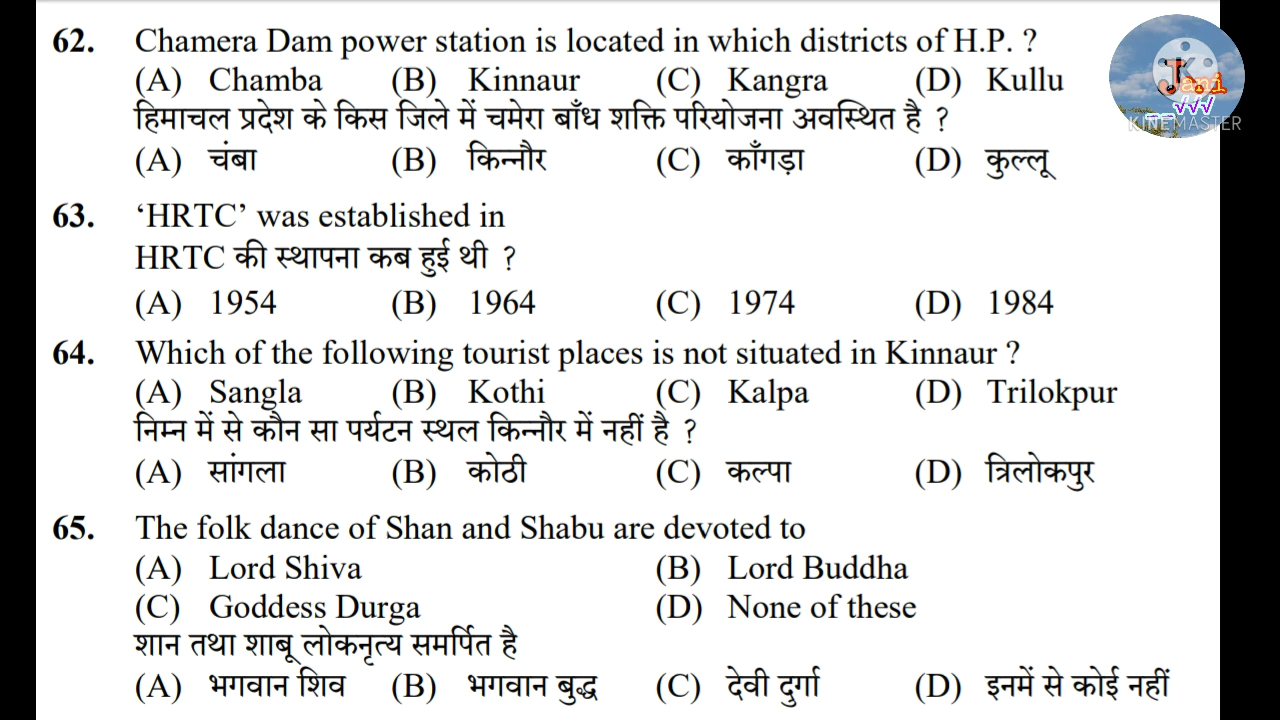 62. Chamera Dam power station is located in which districts of H.P. ?
(A) Chamba (B) Kinnaur (C) Kangra (D) Kullu
हिमाचल प्रदेश के किस जिले में चमेरा बाँध शक्ति परियोजना अवस्थित है ?
(A) चंबा (B) किन्नौर (C) काँगड़ा (D) कुल्लू
63. ‘HRTC’ was established in
HRTC की स्थापना कब हुई थी ?
(A) 1954 (B) 1964 (C) 1974 (D) 1984
64. Which of the following tourist places is not situated in Kinnaur ?
(A) Sangla (B) Kothi (C) Kalpa (D) Trilokpur
निम्न में से कौन सा पर्यटन स्थल किन्नौर में नहीं है ?
(A) सांगला (B) कोठी (C) कल्पा (D) त्रिलोकपुर
65. The folk dance of Shan and Shabu are devoted to
(A) Lord Shiva (B) Lord Buddha
(C) Goddess Durga (D) None of these
शान तथा शाबू लोकनृत्य समर्पित है
(A) भगवान शिव (B) भगवान बुद्ध (C) देवी दुर्गा (D) इनमें से कोई नहीं
Jani
KINEMASTER